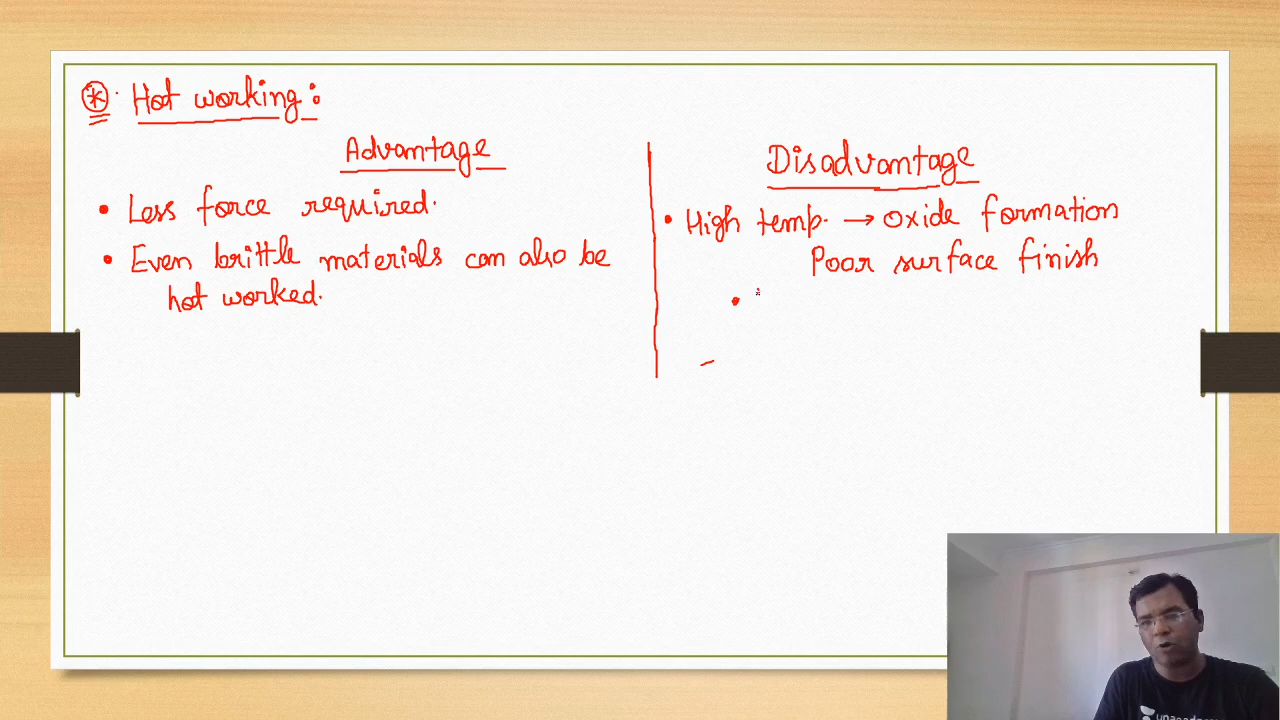 * Hot working :
Advantage
• Less force required.
• Even brittle materials can also be
hot worked.
Disadvantage
• High temp. → Oxide formation
Poor surface finish
•